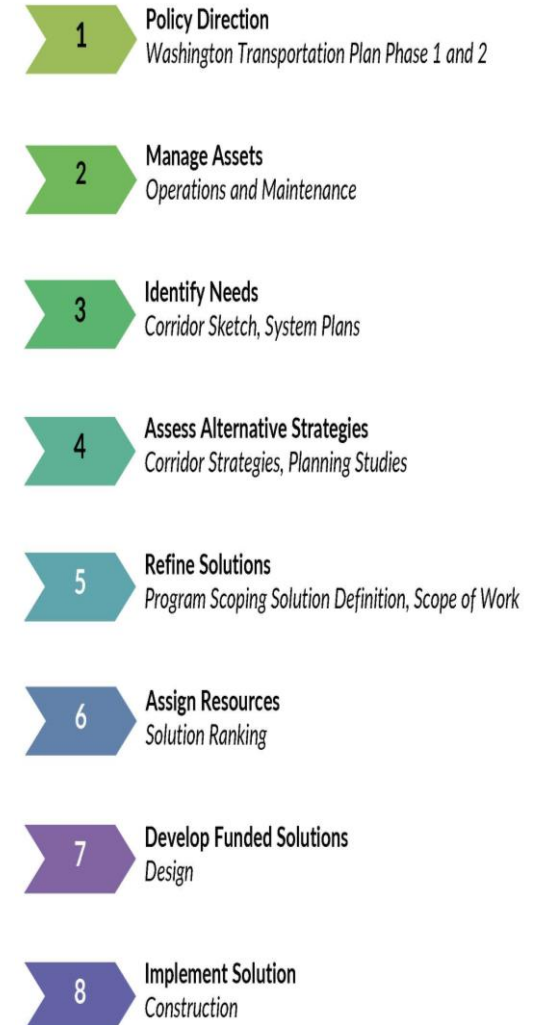 1
Policy Direction
Washington Transportation Plan Phase 1 and 2
2
Manage Assets
Operations and Maintenance
3
Identify Needs
Corridor Sketch, System Plans
4
Assess Alternative Strategies
Corridor Strategies, Planning Studies
5
Refine Solutions
Program Scoping Solution Definition, Scope of Work
6
Assign Resources
Solution Ranking
7
Develop Funded Solutions
Design
8
Implement Solution
Construction